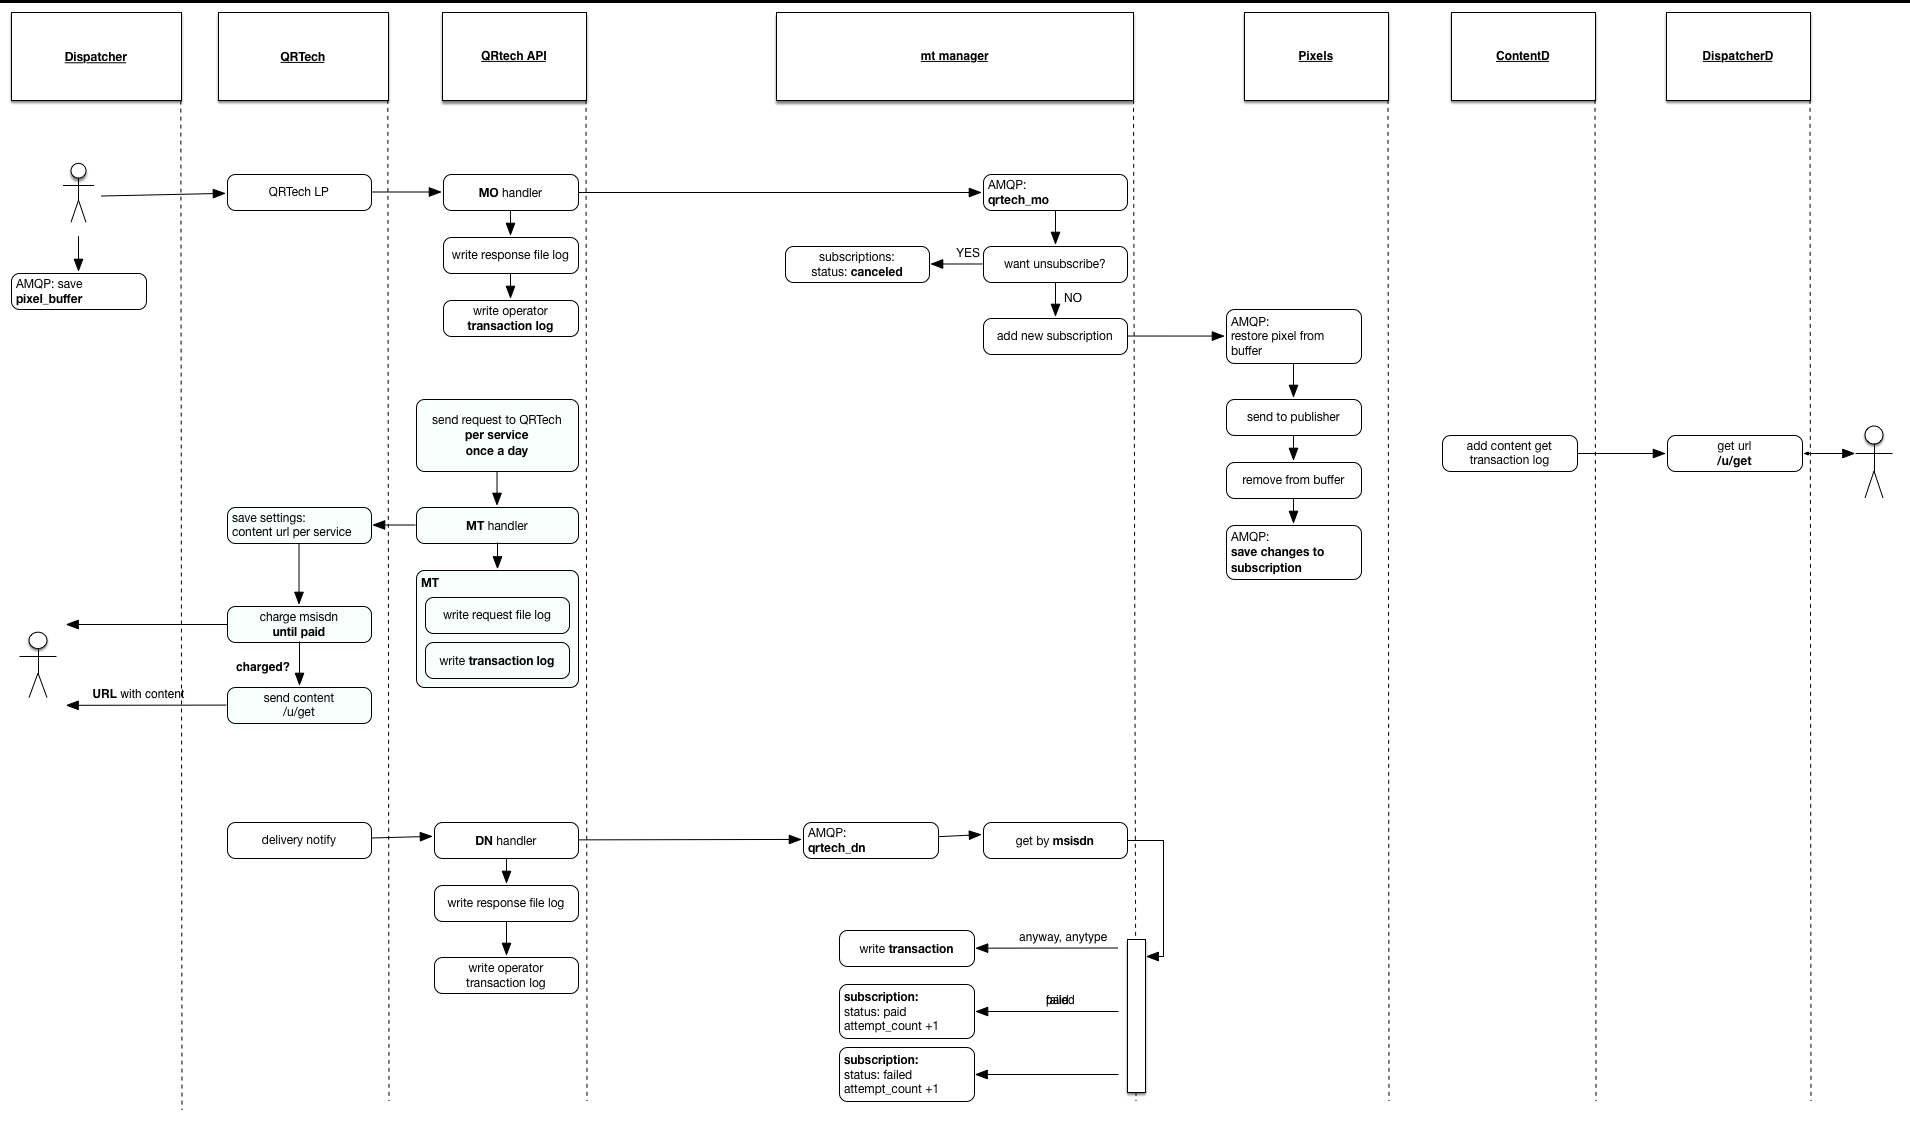 Dispatcher
QRTech
QRtech API
mt manager
Pixels
ContentD
DispatcherD
QRTech LP
MO handler
AMQP:
qrtech_mo
AMQP: save
pixel_buffer
write response file log
write operator
transaction log
subscriptions:
status: canceled
YES
want unsubscribe?
NO
add new subscription
AMQP:
restore pixel from
buffer
send to publisher
remove from buffer
AMQP:
save changes to
subscription
add content get
transaction log
get url
/u/get
send request to QRTech
per service
once a day
save settings:
content url per service
MT handler
MT
write request file log
write transaction log
charge msisdn
until paid
charged?
URL with content
send content
/u/get
delivery notify
DN handler
AMQP:
qrtech_dn
get by msisdn
write response file log
write operator
transaction log
write transaction
anyway, anytype
subscription:
status: paid
attempt_count +1
subscription:
status: failed
attempt_count +1